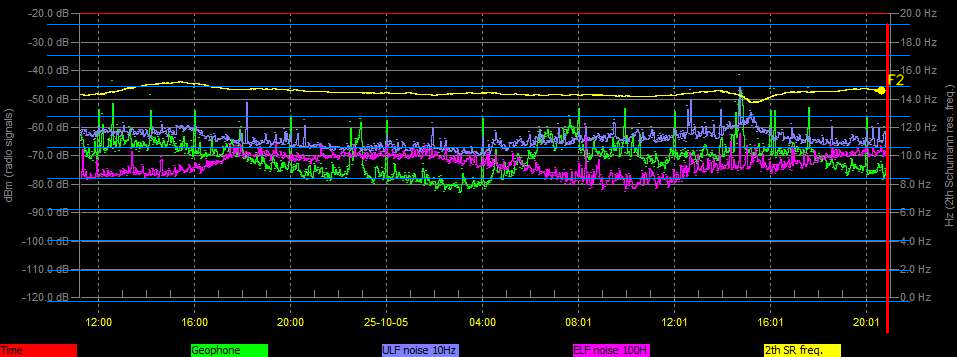 -20.0 dB 20.0 Hz
-30.0 dB 18.0 Hz
-40.0 dB 16.0 Hz
F2
-50.0 dB 14.0 Hz
-60.0 dB 12.0 Hz
-70.0 dB 10.0 Hz
-80.0 dB 8.0 Hz
-90.0 dB 6.0 Hz
-100.0 dB 4.0 Hz
-110.0 dB 2.0 Hz
-120.0 dB 0.0 Hz
dBm (radio signals)
Hz (2th Schumann res. freq.)
12:00 16:00 20:00 25-10-05 04:00 08:01 12:01 16:01 20:01
Time Geophone ULF noise 10Hz ELF noise 100H 2th SR freq.